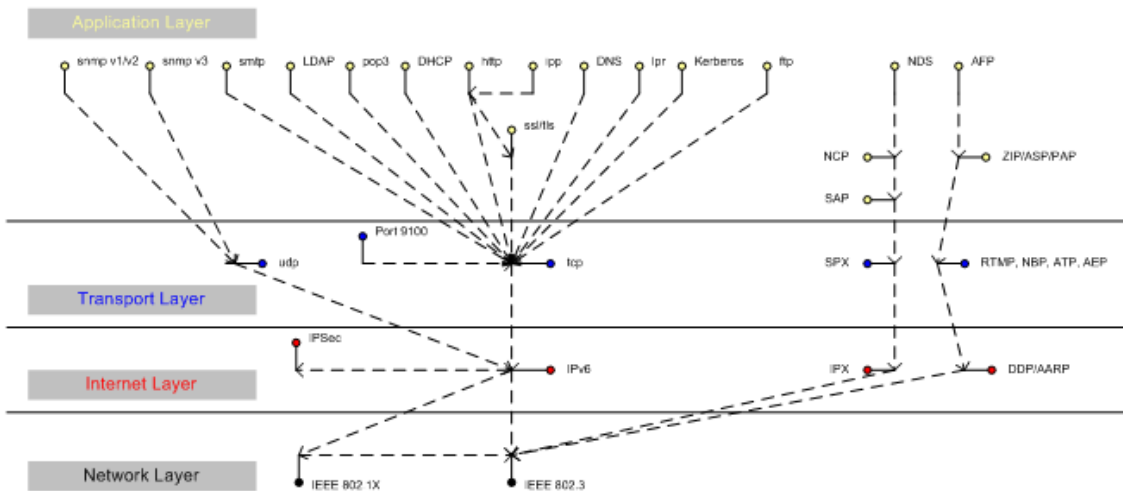 Application Layer
snmp v1/v2 snmp v3 smtp LDAP pop3 DHCP http ipp DNS lpr Kerberos ftp NDS AFP
ssl/tls
NCP ZIP/ASP/PAP
SAP
Port 9100
udp tcp SPX RTMP, NBP, ATP, AEP
Transport Layer
IPSec
Internet Layer IPv6 IPX DDP/AARP
Network Layer IEEE 802 1X IEEE 802.3